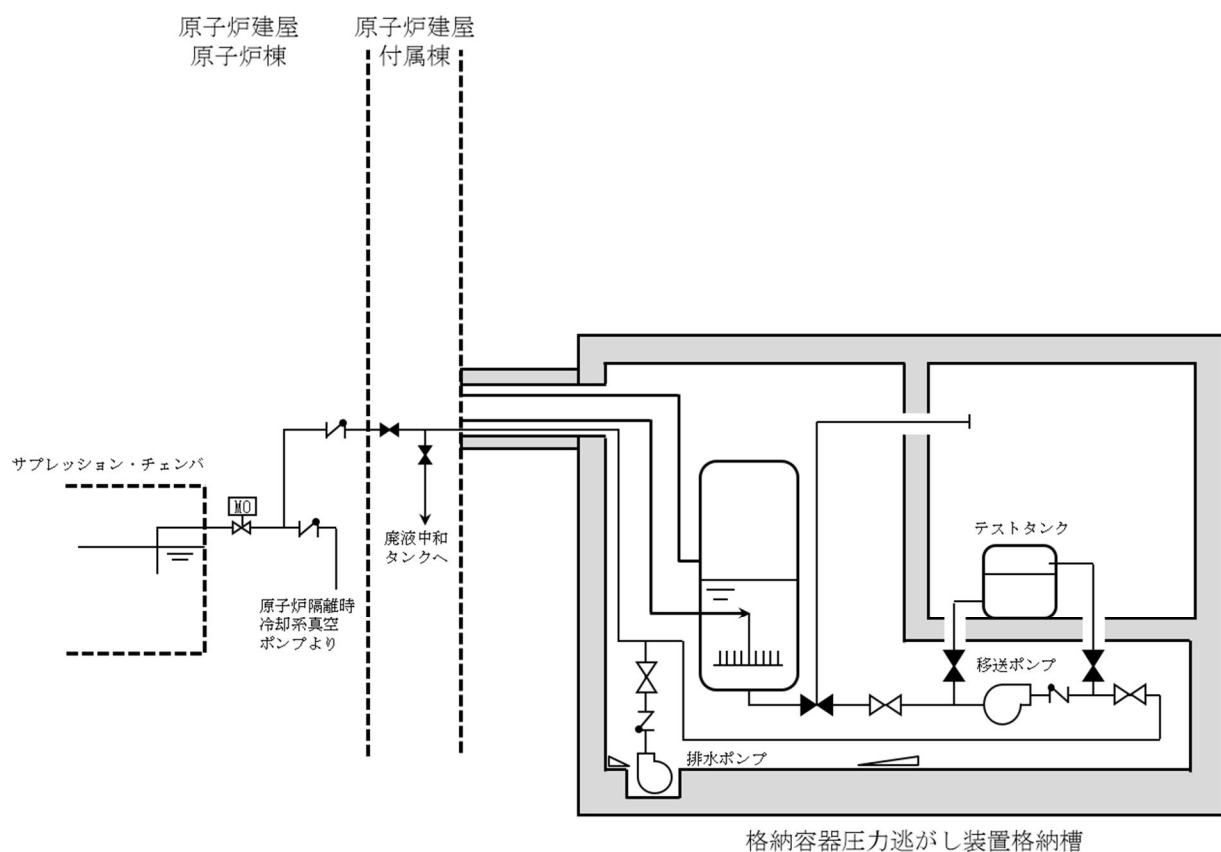 原子炉建屋
原子炉棟
原子炉建屋
付属棟
サプレッション・チェンバ
MO
廃液中和
タンクへ
原子炉隔離時
冷却系真空
ポンプより
テストタンク
移送ポンプ
排水ポンプ
格納容器圧力逃がし装置格納槽